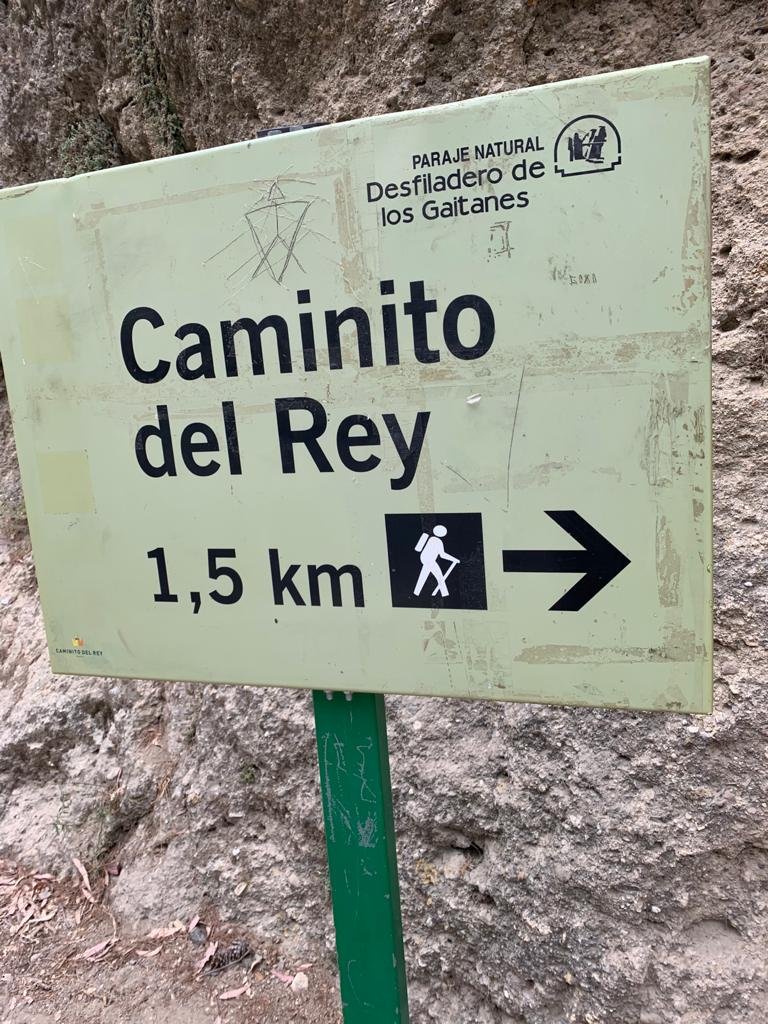 PARAJE NATURAL
Desfiladero de
los Gaitanes
Caminito
del Rey
1,5 km
CAMINITO DEL REY